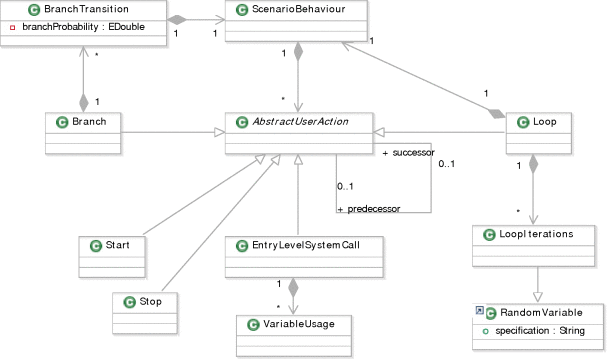 BranchTransition
branchProbability : EDouble
ScenarioBehaviour
1
1
1
1
*
1
*
1
Branch
AbstractUserAction
Loop
+ successor
0..1
0..1
+ predecessor
1
*
Start
EntryLevelSystemCall
LoopIterations
1
*
Stop
VariableUsage
RandomVariable
specification : String